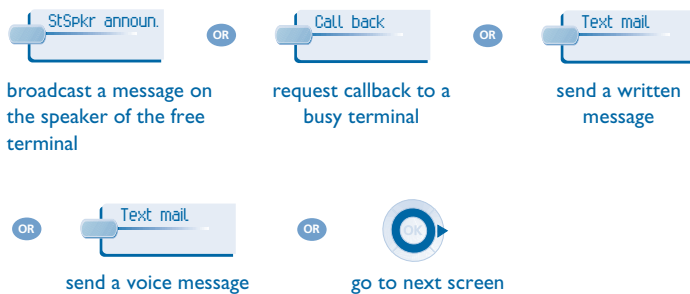 StSpkr announ.
OR
Call back
OR
Text mail
broadcast a message on
the speaker of the free
terminal
request callback to a
busy terminal
send a written
message
OR
Text mail
OR
OK
send a voice message
go to next screen